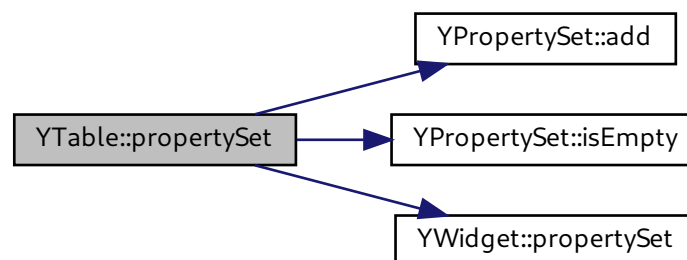 YPropertySet::add
YTable::propertySet
YPropertySet::isEmpty
YWidget::propertySet